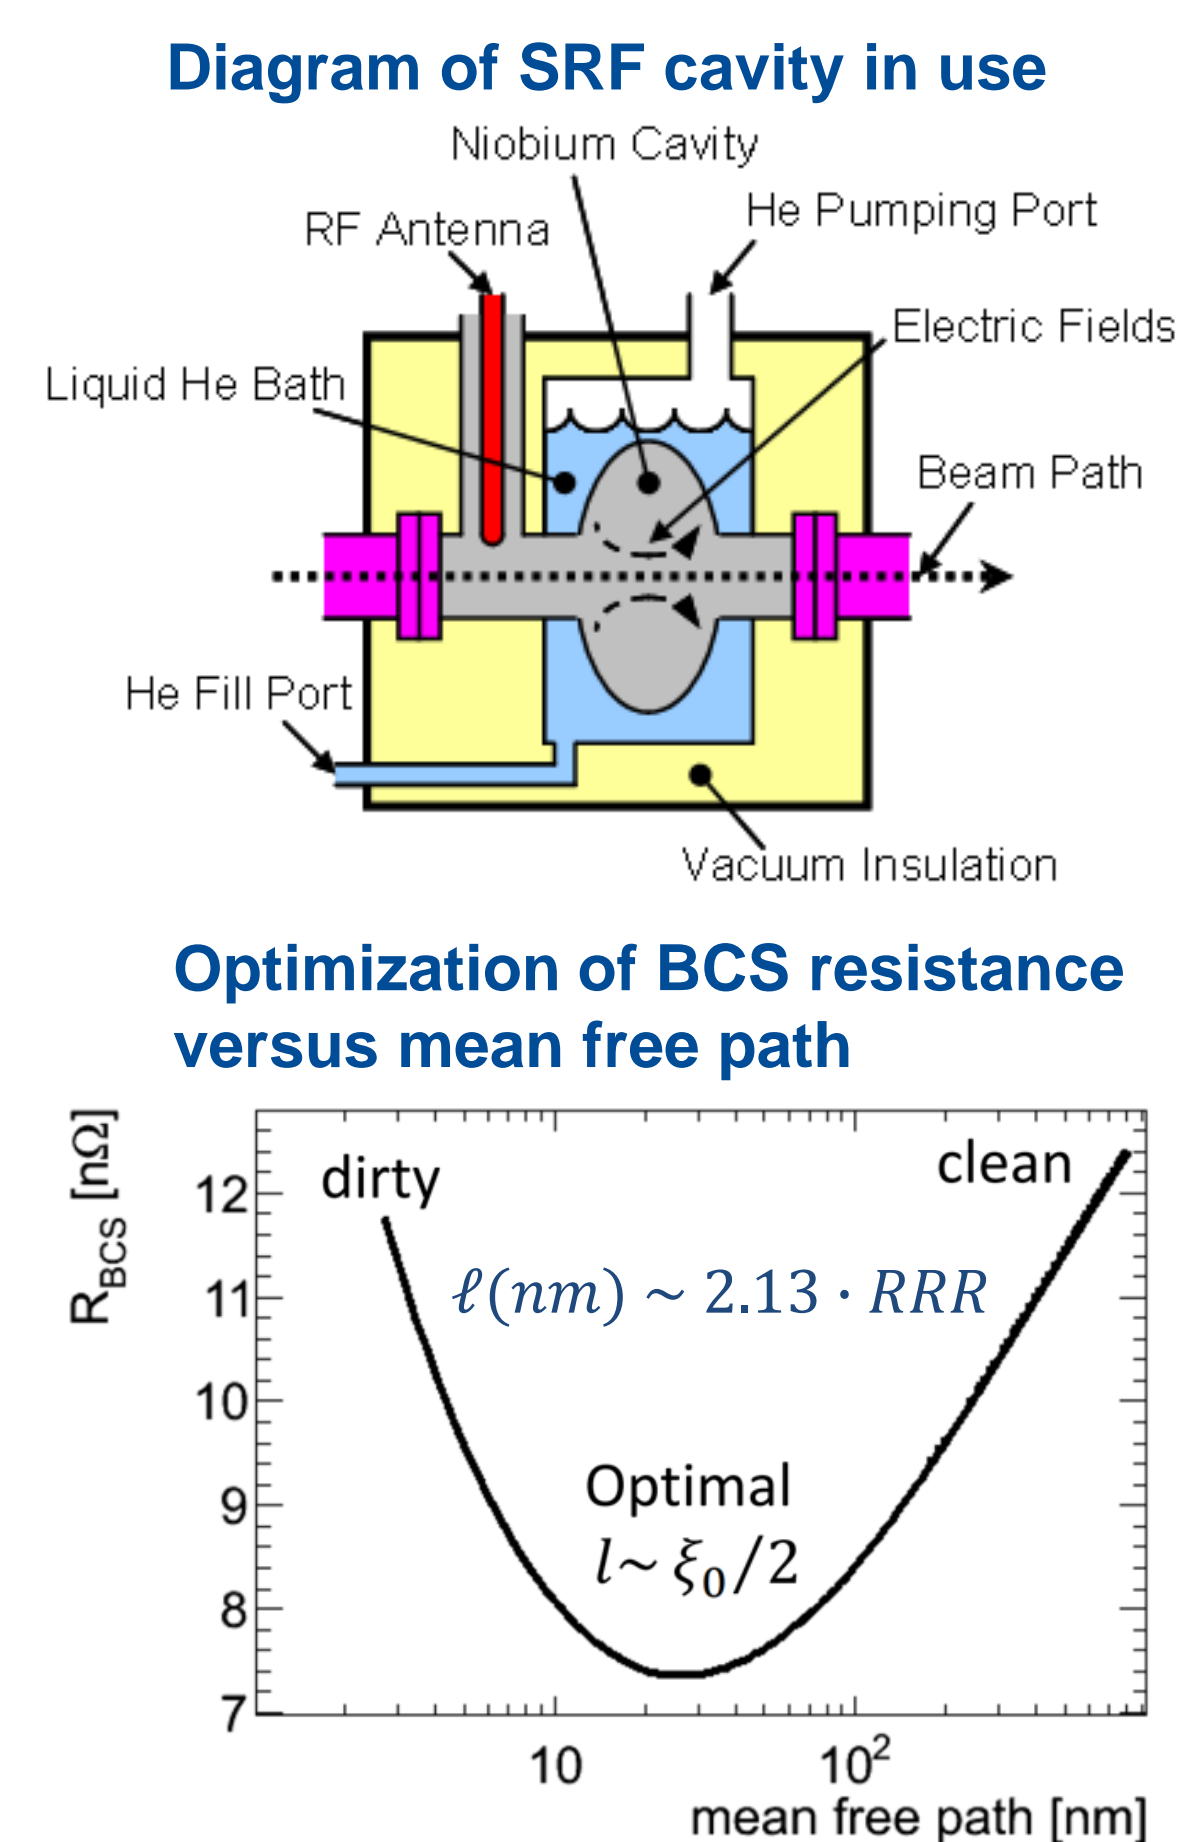 Diagram of SRF cavity in use
Niobium Cavity
He Pumping Port
RF Antenna
Electric Fields
Liquid He Bath
Beam Path
He Fill Port
Vacuum Insulation
Optimization of BCS resistance
versus mean free path
R_BCS [nΩ]
dirty
clean
12
ℓ(nm) ~ 2.13 · RRR
11
10
Optimal
9
l~ ξ₀/2
8
7
10
10²
mean free path [nm]